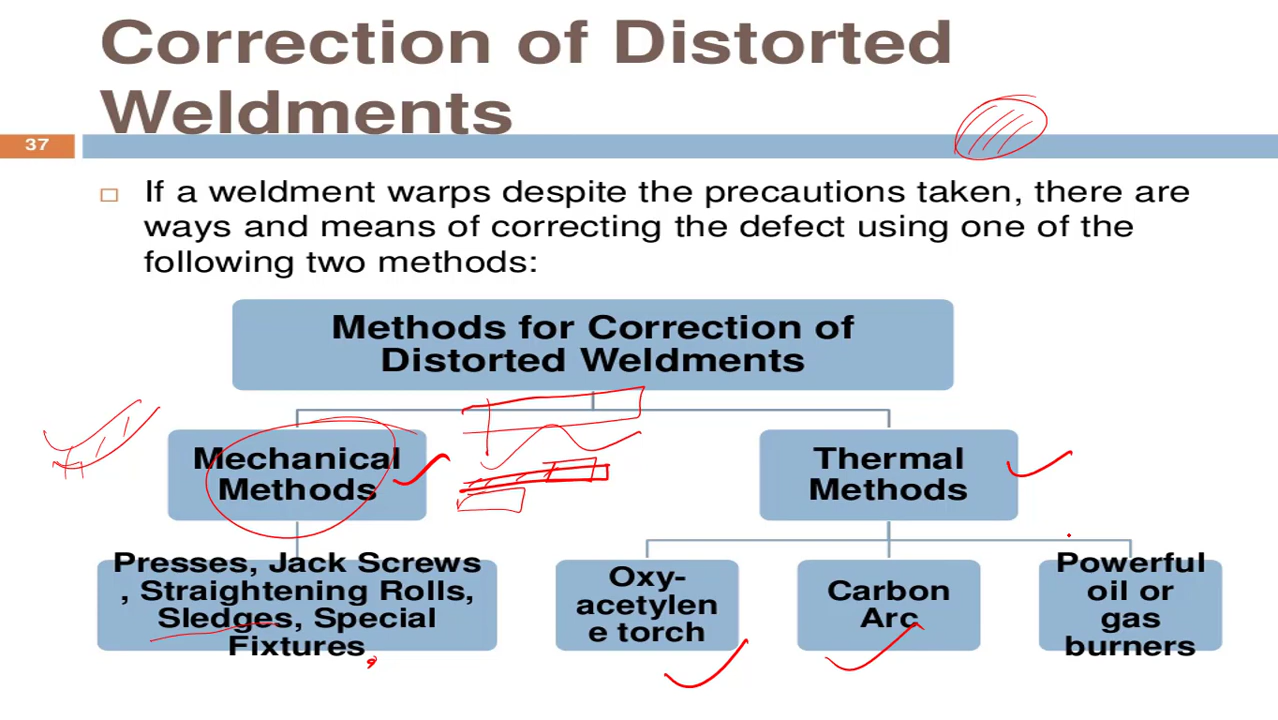 Correction of Distorted
Weldments
37
If a weldment warps despite the precautions taken, there are
ways and means of correcting the defect using one of the
following two methods:
Methods for Correction of
Distorted Weldments
Mechanical
Methods
Thermal
Methods
Presses, Jack Screws
, Straightening Rolls,
Sledges, Special
Fixtures
Oxy-
acetylen
e torch
Carbon
Arc
Powerful
oil or
gas
burners